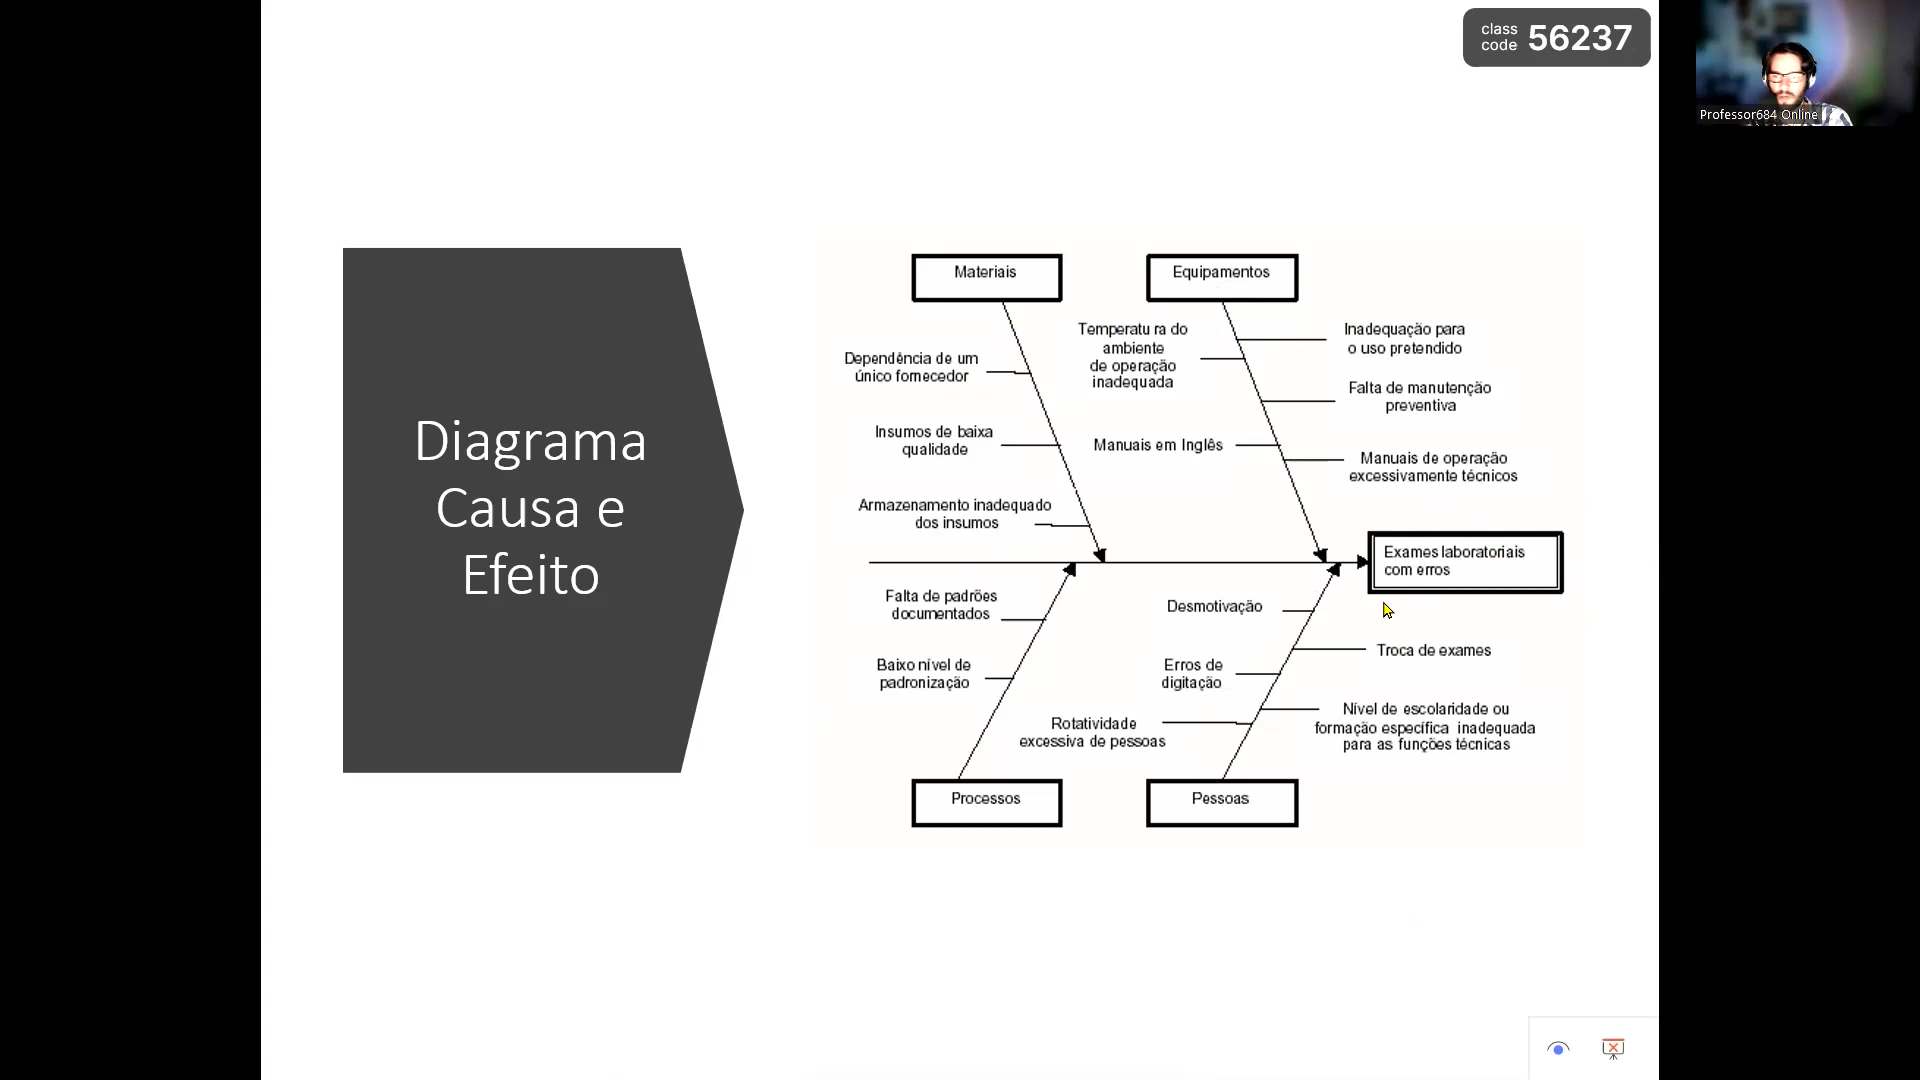 class
code 56237
Professor684 Online
Diagrama
Causa e
Efeito
Materiais
Equipamentos
Dependência de um
único fornecedor
Insumos de baixa
qualidade
Armazenamento inadequado
dos insumos
Temperatura do
ambiente
de operação
inadequada
Manuais em Inglês
Inadequação para
o uso pretendido
Falta de manutenção
preventiva
Manuais de operação
excessivamente técnicos
Exames laboratoriais
com erros
Falta de padrões
documentados
Baixo nível de
padronização
Desmotivação
Erros de
digitação
Rotatividade
excessiva de pessoas
Troca de exames
Nível de escolaridade ou
formação específica inadequada
para as funções técnicas
Processos
Pessoas